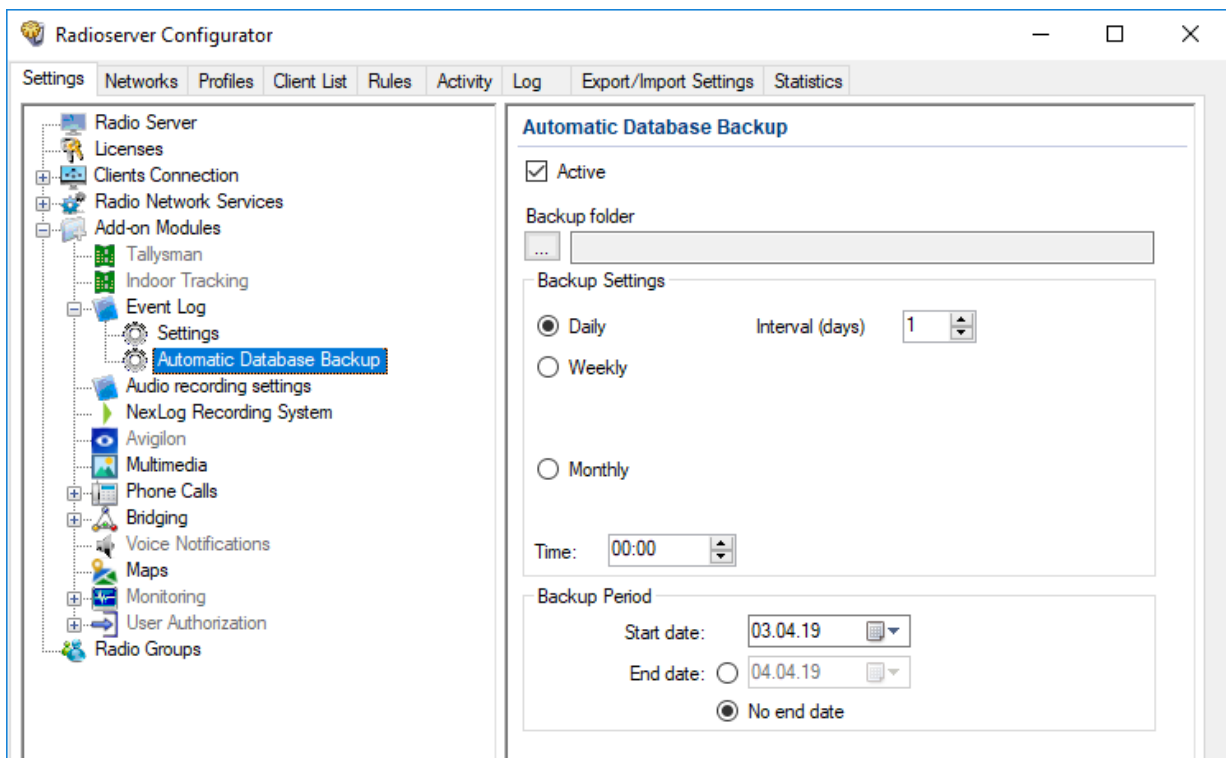 Radioserver Configurator
Settings Networks Profiles Client List Rules Activity Log Export/Import Settings Statistics
Radio Server
Licenses
Clients Connection
Radio Network Services
Add-on Modules
Tallysman
Indoor Tracking
Event Log
Settings
Automatic Database Backup
Audio recording settings
NexLog Recording System
Avigilon
Multimedia
Phone Calls
Bridging
Voice Notifications
Maps
Monitoring
User Authorization
Radio Groups
Automatic Database Backup
Active
Backup folder
...
Backup Settings
Daily Interval (days) 1
Weekly
Monthly
Time: 00:00
Backup Period
Start date: 03.04.19
End date: 04.04.19
No end date